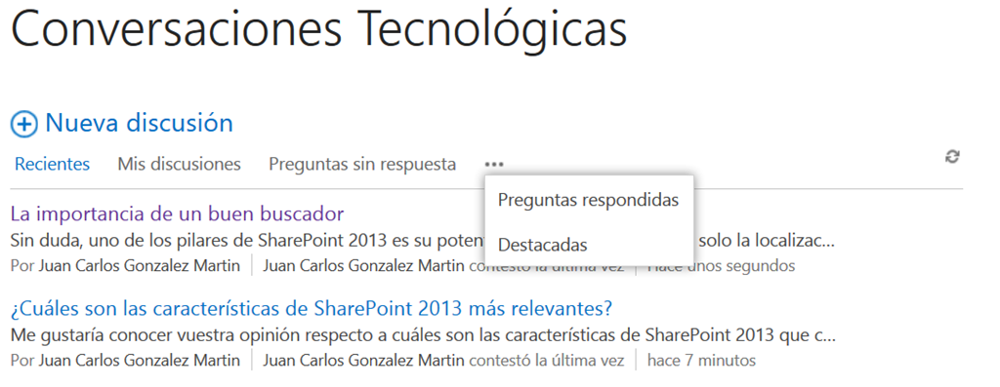 Conversaciones Tecnológicas
Nueva discusión
Recientes Mis discusiones Preguntas sin respuesta ...
Preguntas respondidas
Destacadas
La importancia de un buen buscador
Sin duda, uno de los pilares de SharePoint 2013 es su poten solo la localizac...
Por Juan Carlos Gonzalez Martin | Juan Carlos Gonzalez Martin contestó la última vez | Hace unos segundos
¿Cuáles son las características de SharePoint 2013 más relevantes?
Me gustaría conocer vuestra opinión respecto a cuáles son las características de SharePoint 2013 que c...
Por Juan Carlos Gonzalez Martin | Juan Carlos Gonzalez Martin contestó la última vez | hace 7 minutos